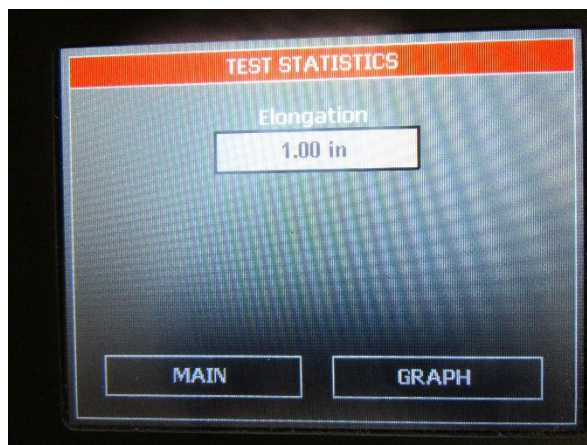 TEST STATISTICS
Elongation
1.00 in
MAIN
GRAPH